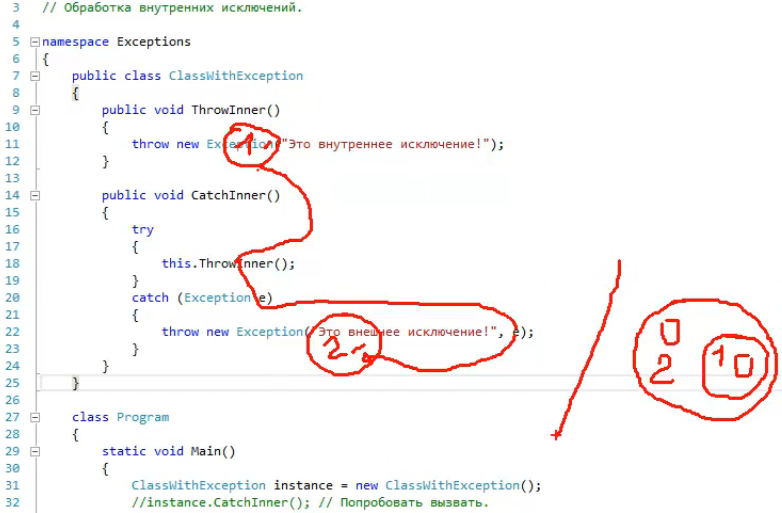 3 // Обработка внутренних исключений.
4
5 namespace Exceptions
6 {
7 public class ClassWithException
8 {
9 public void ThrowInner()
10 {
11 throw new Exception("Это внутреннее исключение!");
1
12 }
13
14 public void CatchInner()
15 {
16 try
17 {
18 this.ThrowInner();
19 }
20 catch (Exception e)
21 {
22 throw new Exception("Это внешнее исключение!", e);
2
0
2 1 0
23 }
24 }
25 }
26
27 class Program
28 {
29 static void Main()
30 {
31 ClassWithException instance = new ClassWithException();
32 //instance.CatchInner(); // Попробовать вызвать.